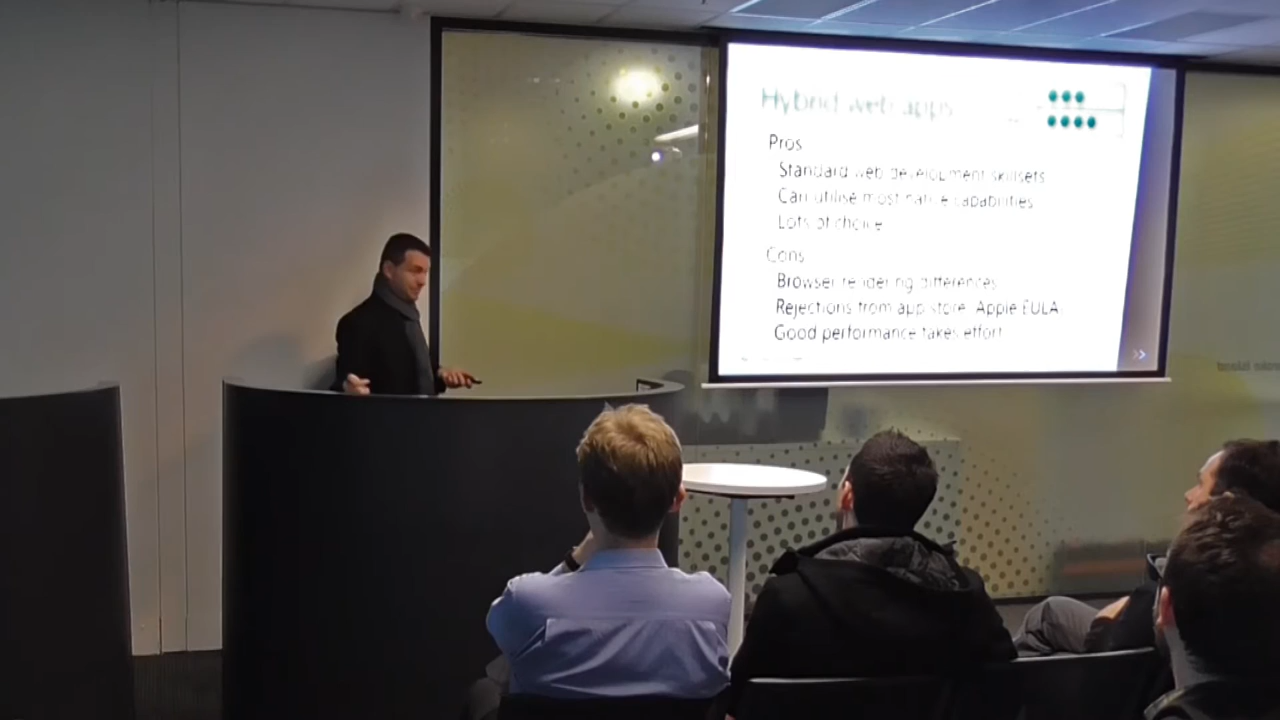 Hybrid web apps
Pros
Standard web development skillsets
Can utilise most native capabilities
Lots of choice
Cons
Browser rendering differences
Rejections from app store. Apple EULA
Good performance takes effort
»